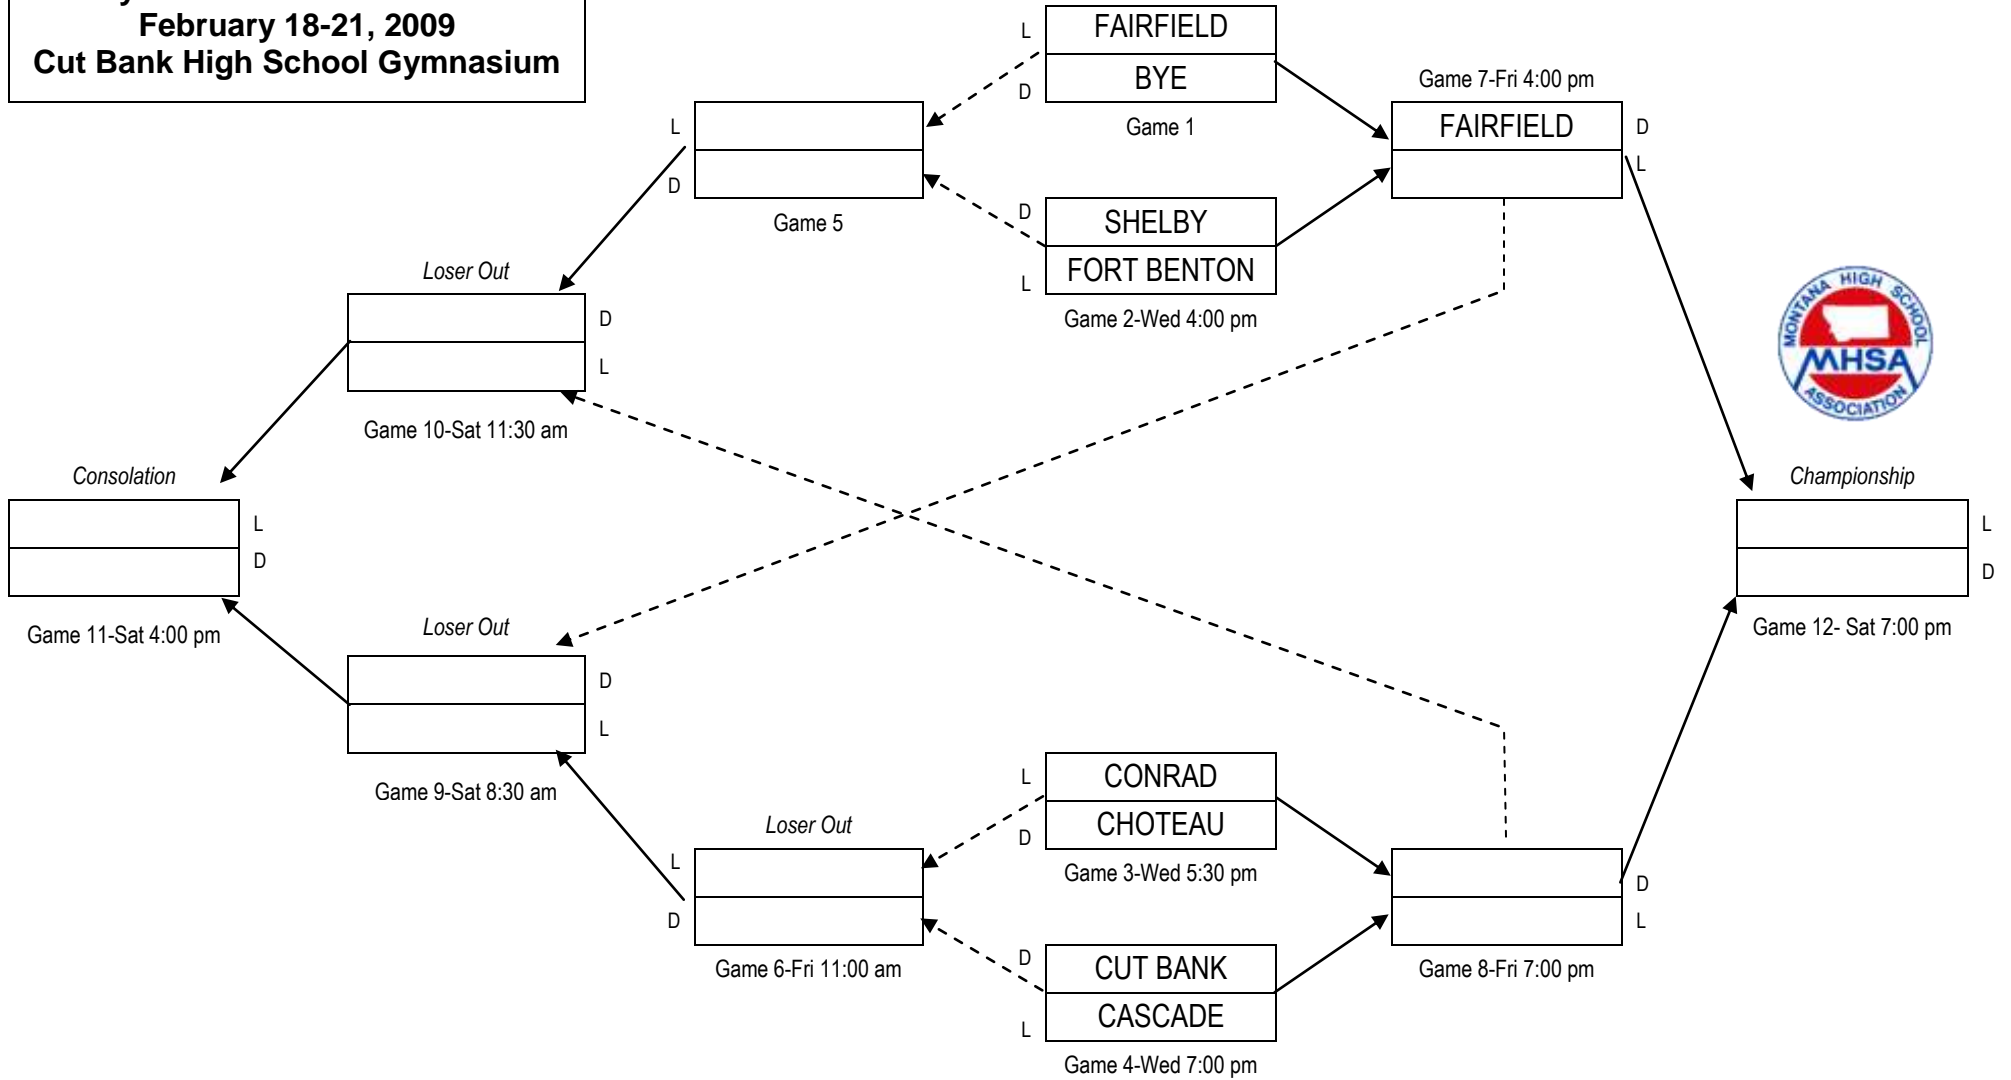 February 18-21, 2009
Cut Bank High School Gymnasium
L
FAIRFIELD
D
BYE
Game 1
Game 7-Fri 4:00 pm
FAIRFIELD
D
L
L
D
Game 5
D
SHELBY
L
FORT BENTON
Game 2-Wed 4:00 pm
Loser Out
D
L
Game 10-Sat 11:30 am
MONTANA HIGH SCHOOL
MHSA
ASSOCIATION
Consolation
L
D
Game 11-Sat 4:00 pm
Championship
L
D
Game 12- Sat 7:00 pm
Loser Out
D
L
Game 9-Sat 8:30 am
Loser Out
L
D
Game 6-Fri 11:00 am
L
CONRAD
D
CHOTEAU
Game 3-Wed 5:30 pm
D
CUT BANK
L
CASCADE
Game 4-Wed 7:00 pm
D
L
Game 8-Fri 7:00 pm